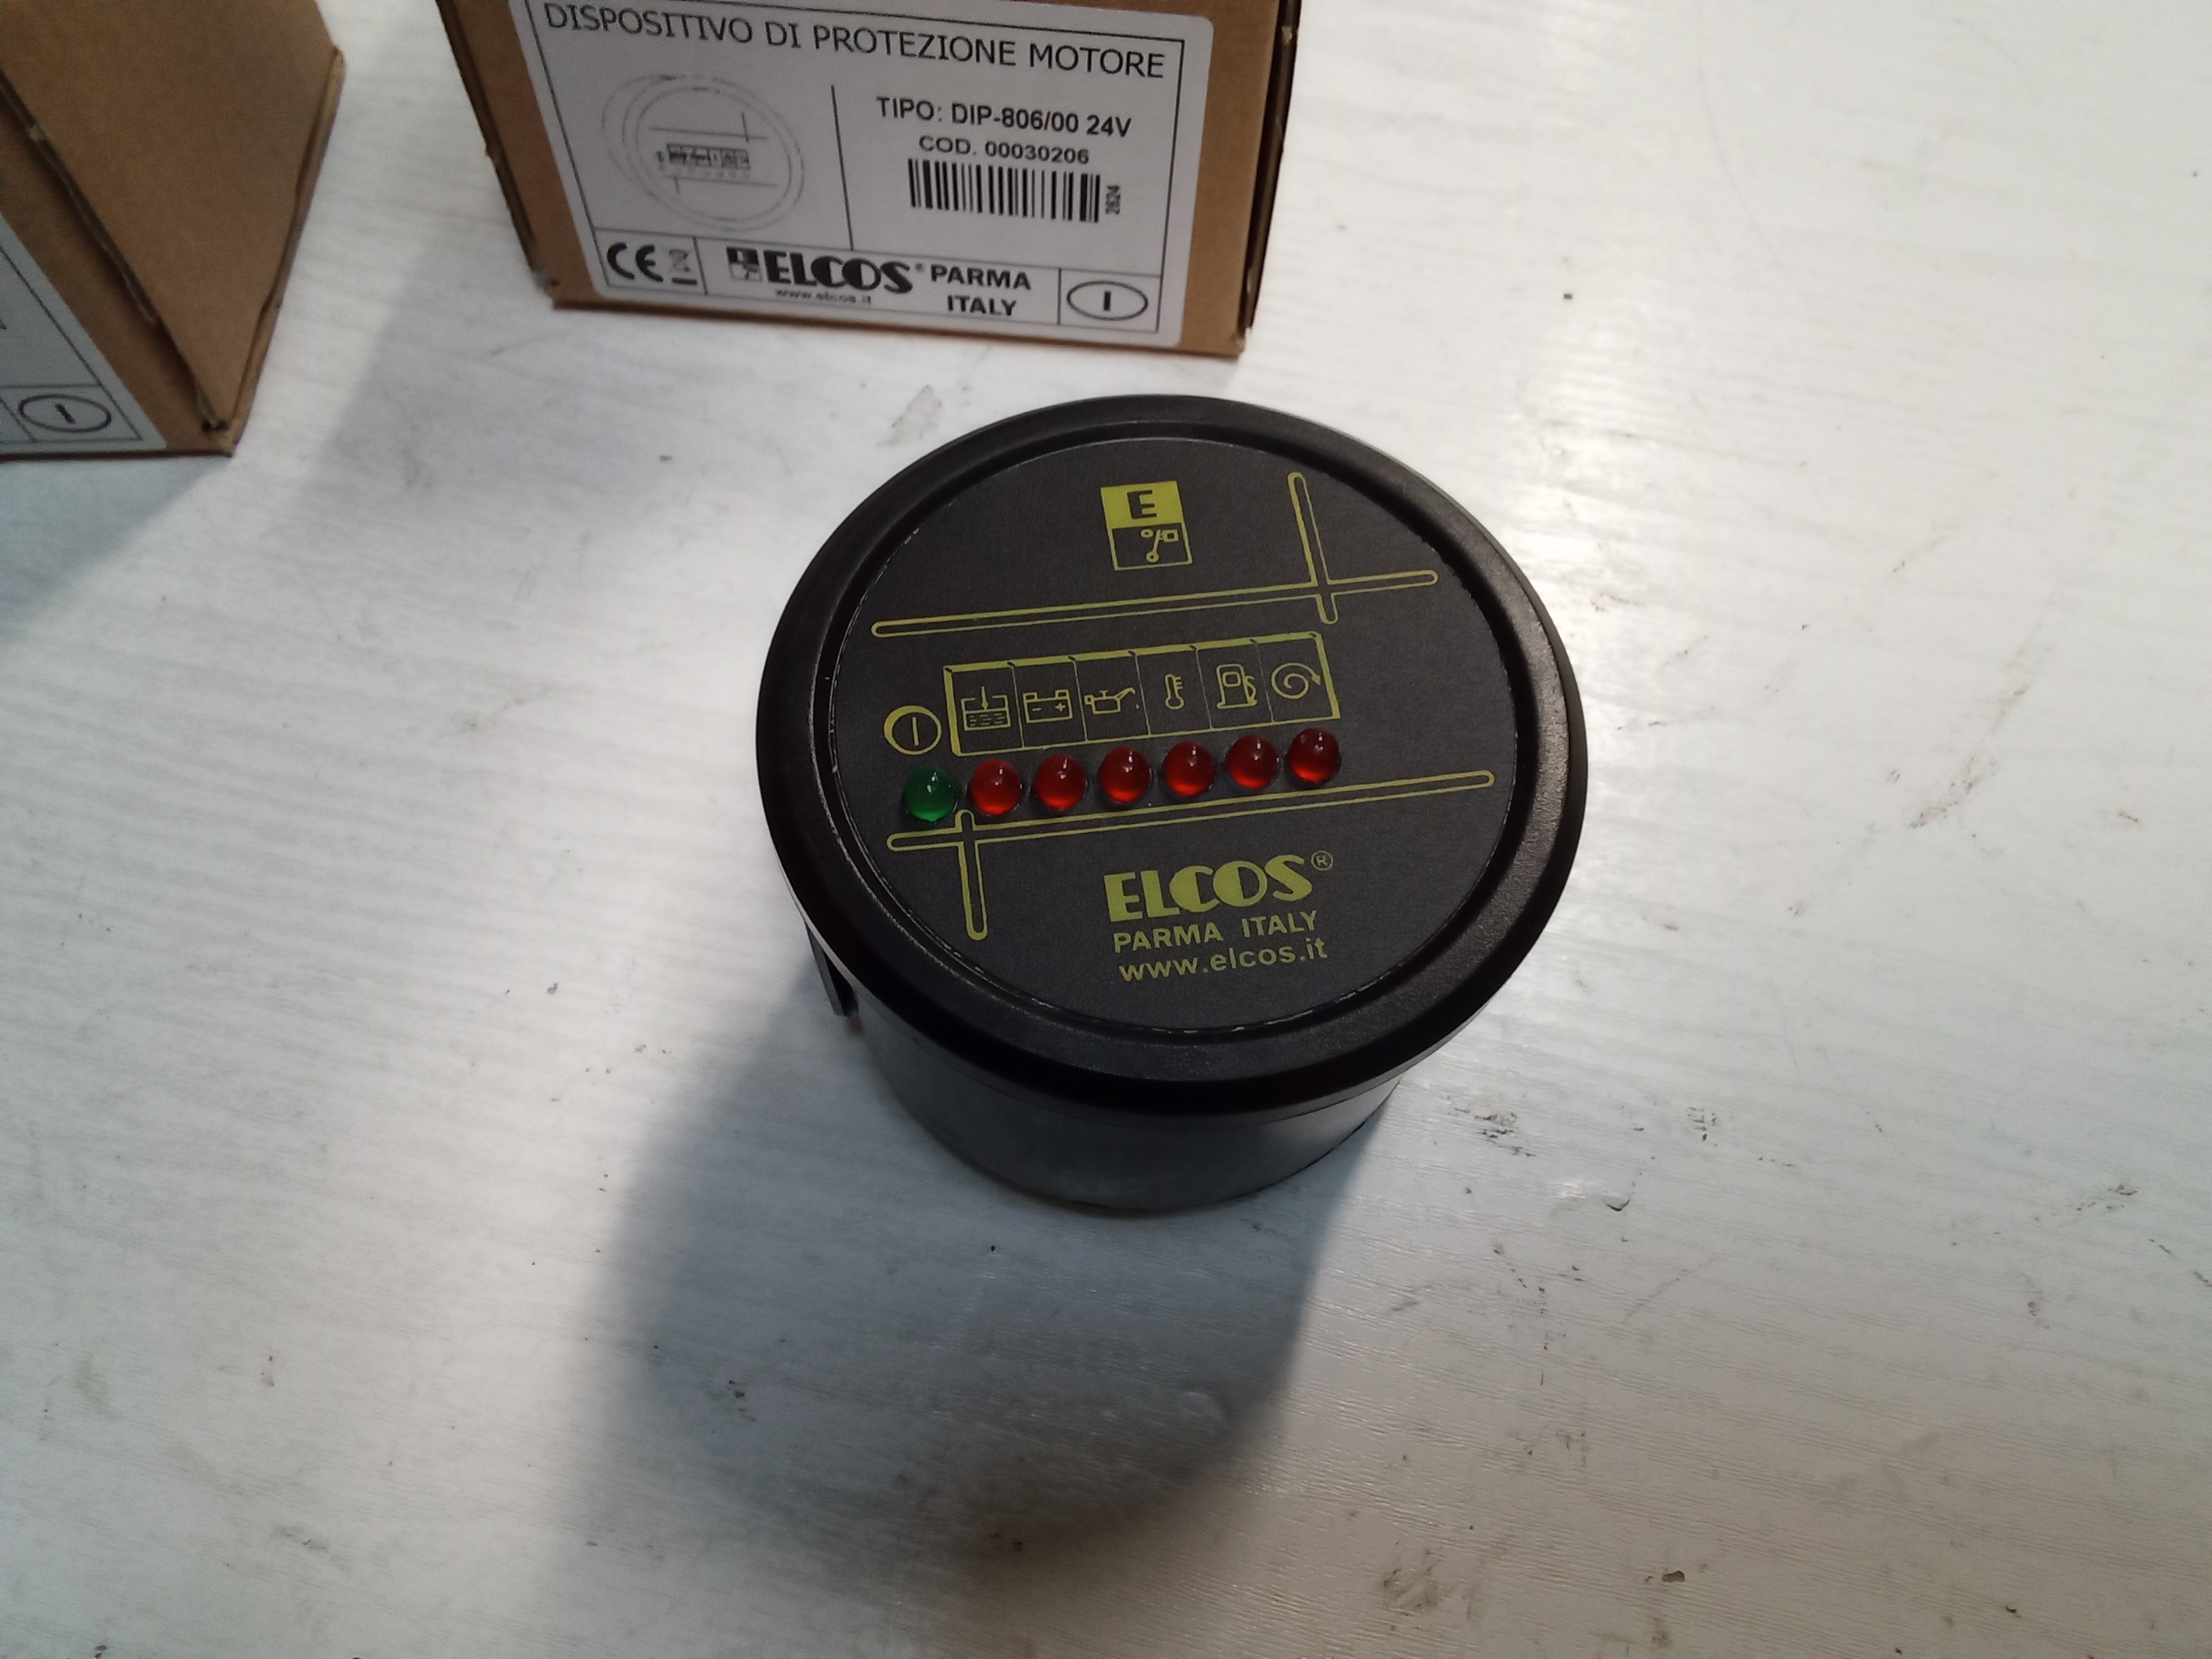 DISPOSITIVO DI PROTEZIONE MOTORE
TIPO: DIP-806/00 24V
COD. 00030206
2624
CE
ELCOS® PARMA
www.elcos.it
ITALY
I
I
E
I
- +
ELCOS®
PARMA ITALY
www.elcos.it